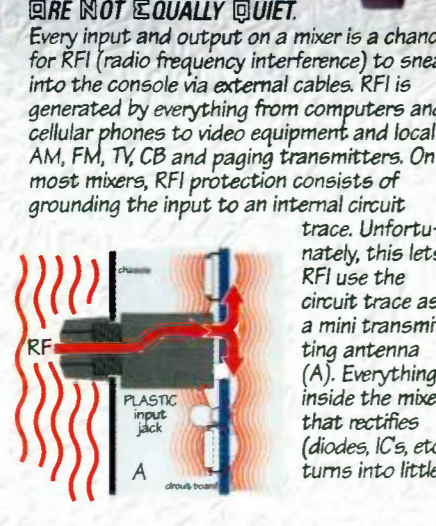 ARE NOT EQUALLY QUIET.
Every input and output on a mixer is a chanc
for RFI (radio frequency interference) to snea
into the console via external cables. RFI is
generated by everything from computers and
cellular phones to video equipment and local
AM, FM, TV, CB and paging transmitters. On
most mixers, RFI protection consists of
grounding the input to an internal circuit
trace. Unfortu-
nately, this lets
RFI use the
circuit trace as
a mini transmit
ting antenna
(A). Everything
inside the mixe
that rectifies
(diodes, IC's, etc
turns into little
chassis
RF
PLASTIC
input
jack
A
circuit board